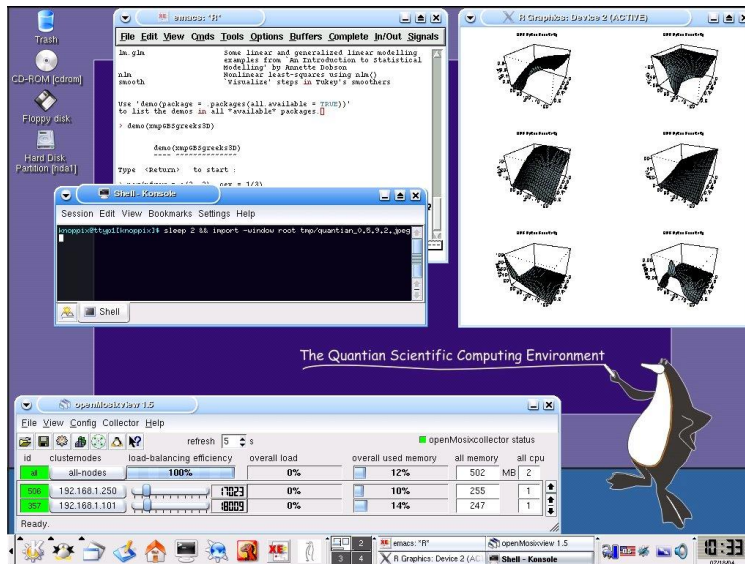 Trash
CD-ROM [cdrom]
Floppy disk
Hard Disk
Partition [hda1]
emacs: "R"
File Edit View Cmds Tools Options Buffers Complete In/Out Signals
lm.glm Some linear and generalized linear modelling
examples from `An Introduction to Statistical
Modelling' by Annette Dobson
nlm Nonlinear least-squares using nlm()
smooth `Visualize' steps in Tukey's smoothers
Use 'demo(package = .packages(all.available = TRUE))'
to list the demos in all *available* packages.
> demo(xmpGBSgreeks3D)
demo(xmpGBSgreeks3D)
---- ~~~~~~~~~~~~~~
Type <Return> to start :
R Graphics: Device 2 (ACTIVE)
Shell - Konsole
Session Edit View Bookmarks Settings Help
knoppix@ttyp1[knoppix]$ sleep 2 && import -window root tmp/quantian_0.5.9.2.jpeg
Shell
The Quantian Scientific Computing Environment
openMosixview 1.5
File View Config Collector Help
refresh 5 s
openMosixcollector status
id clusternodes load-balancing efficiency overall load overall used memory all memory all cpu
all all-nodes 100% 0% 12% 502 MB 2
506 192.168.1.250 17023 0% 10% 255 1
357 192.168.1.101 18009 0% 14% 247 1
Ready.
2
3 4
emacs: "R"
openMosixview 1.5
R Graphics: Device 2 (AC
Shell - Konsole
10:33
07/18/04